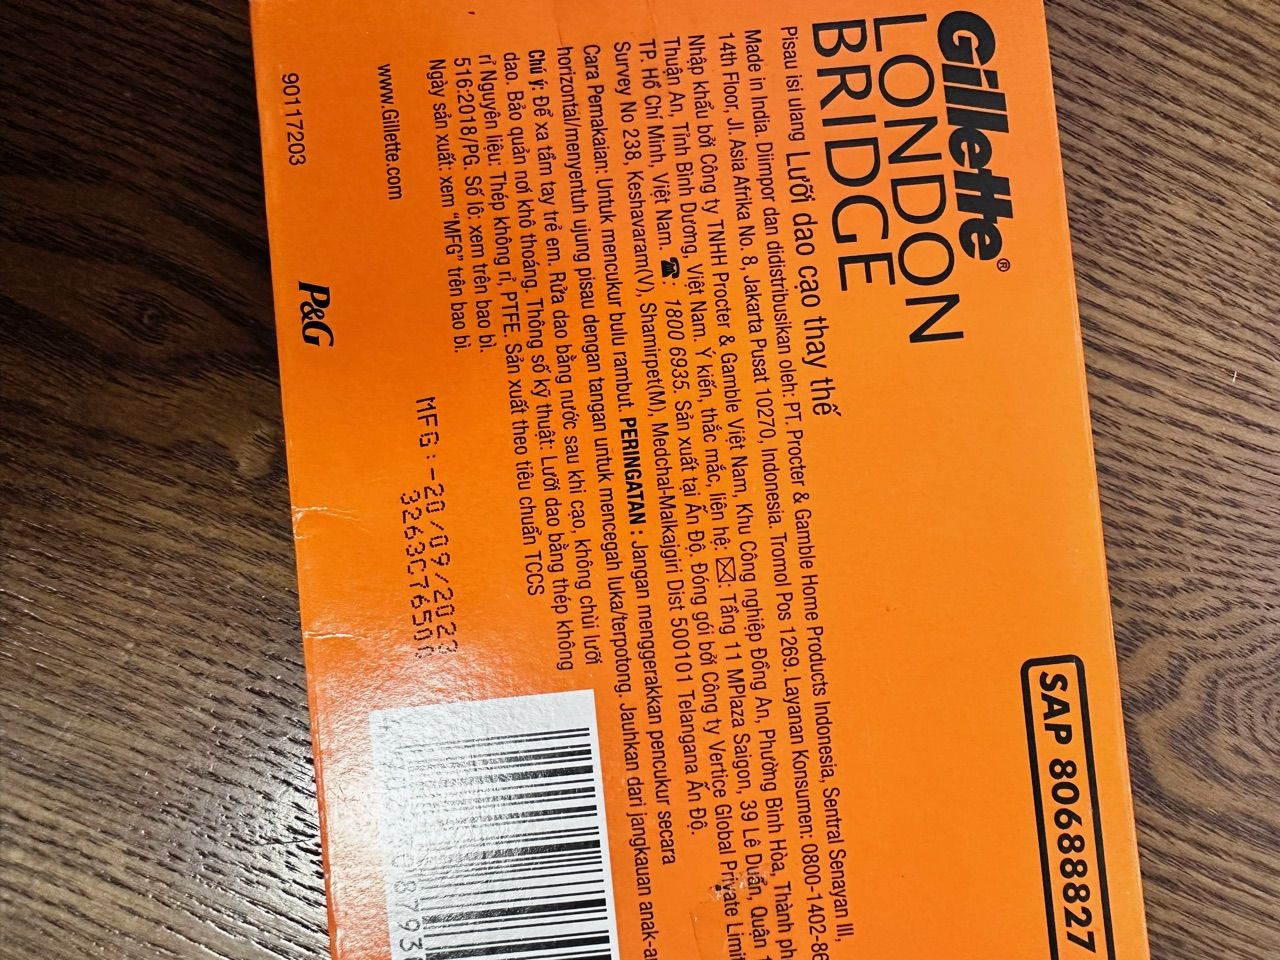 Gillette®
LONDON
BRIDGE
Pisau isi ulang Lưỡi dao cạo thay thế
Made in India. Diimpor dan didistribusikan oleh: PT. Procter & Gamble Home Products Indonesia, Sentral Senayan III,
14th Floor, Jl. Asia Afrika No. 8, Jakarta Pusat 10270, Indonesia. Tromol Pos 1269. Layanan Konsumen: 0800-1402-86
Nhập khẩu bởi Công ty TNHH Procter & Gamble Việt Nam, Khu Công nghiệp Đồng An, Phường Bình Hòa, Thành ph
Thuận An, Tỉnh Bình Dương, Việt Nam. Ý kiến, thắc mắc, liên hệ: ✉: Tầng 11 MPlaza Saigon, 39 Lê Duẩn, Quận 1
TP. Hồ Chí Minh, Việt Nam. ☎: 1800 6935. Sản xuất tại Ấn Độ. Đóng gói bởi Công ty Vertice Global Private Limit
Survey No 238, Keshavaram(V), Shamirpet(M), Medchal-Malkajgiri Dist 500101 Telangana Ấn Độ.
Cara Pemakaian: Untuk mencukur bulu rambut. PERINGATAN : Jangan menggerakkan pencukur secara
horizontal/menyentuh ujung pisau dengan tangan untuk mencegah luka/terpotong. Jauhkan dari jangkauan anak-a
Chú ý: Để xa tầm tay trẻ em. Rửa dao bằng nước sau khi cạo, không chùi lưỡi
dao. Bảo quản nơi khô thoáng. Thông số kỹ thuật: Lưỡi dao bằng thép không
rỉ Nguyên liệu: Thép không rỉ, PTFE. Sản xuất theo tiêu chuẩn TCCS
516:2018/PG. Số lô: xem trên bao bì.
Ngày sản xuất: xem "MFG" trên bao bì.
www.Gillette.com
MFG:-20/09/2023
3263C7650
90117203
P&G
SAP 80688827